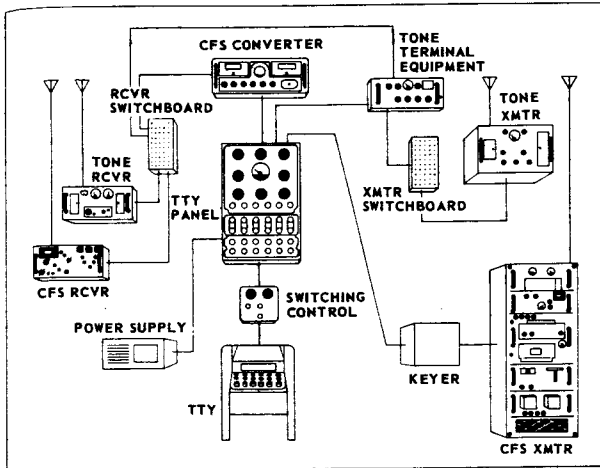 CFS CONVERTER
TONE
TERMINAL
EQUIPMENT
RCVR
SWITCHBOARD
TONE
XMTR
TONE
RCVR
TTY
PANEL
XMTR
SWITCHBOARD
CFS RCVR
SWITCHING
CONTROL
POWER SUPPLY
KEYER
TTY
CFS XMTR